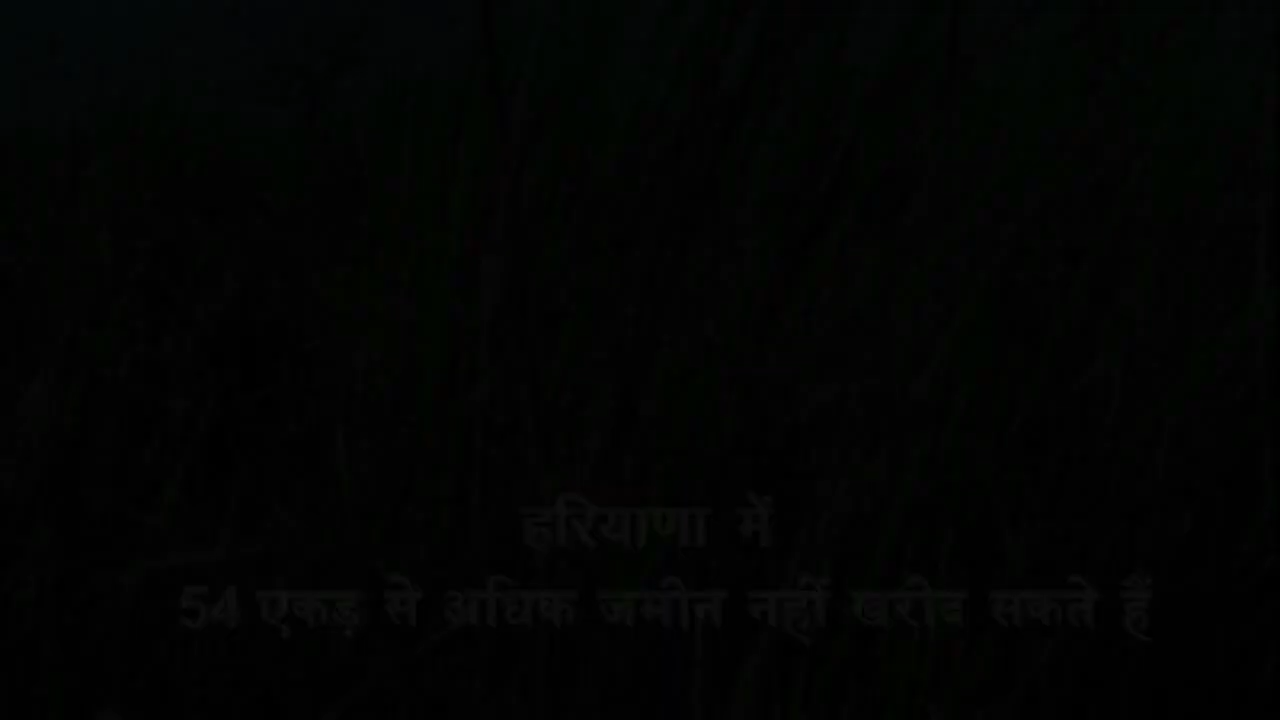 हरियाणा में
54 एकड़ से अधिक जमीन नहीं खरीद सकते हैं